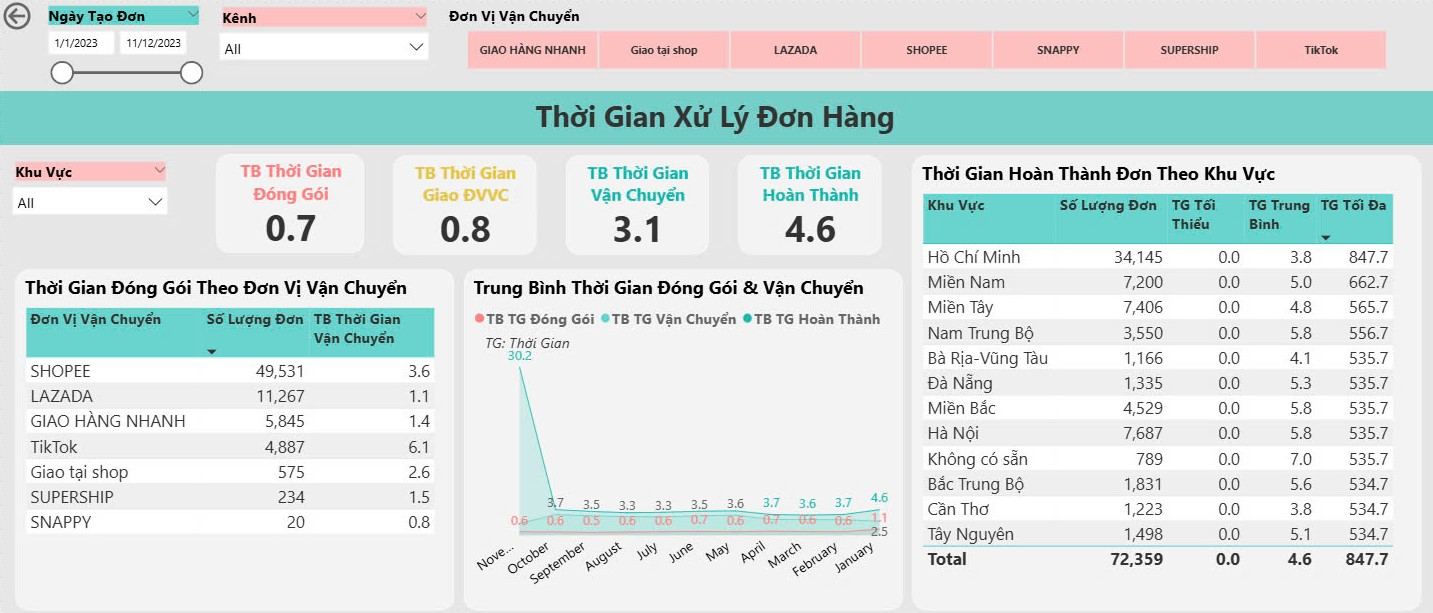 Ngày Tạo Đơn
1/1/2023 11/12/2023
Kênh
All
Đơn Vị Vận Chuyển
GIAO HÀNG NHANH Giao tại shop LAZADA SHOPEE SNAPPY SUPERSHIP TikTok
Thời Gian Xử Lý Đơn Hàng
Khu Vực
All
TB Thời Gian
Đóng Gói
0.7
TB Thời Gian
Giao ĐVVC
0.8
TB Thời Gian
Vận Chuyển
3.1
TB Thời Gian
Hoàn Thành
4.6
Thời Gian Đóng Gói Theo Đơn Vị Vận Chuyển
Đơn Vị Vận Chuyển Số Lượng Đơn TB Thời Gian
Vận Chuyển
SHOPEE 49,531 3.6
LAZADA 11,267 1.1
GIAO HÀNG NHANH 5,845 1.4
TikTok 4,887 6.1
Giao tại shop 575 2.6
SUPERSHIP 234 1.5
SNAPPY 20 0.8
Trung Bình Thời Gian Đóng Gói & Vận Chuyển
TB TG Đóng Gói TB TG Vận Chuyển TB TG Hoàn Thành
TG: Thời Gian
30.2
3.7 3.5 3.3 3.3 3.5 3.6 3.7 3.6 3.7 4.6
0.6 0.6 0.5 0.6 0.6 0.7 0.6 0.7 0.6 0.6 1.1
2.5
Nove... October September August July June May April March February January
Thời Gian Hoàn Thành Đơn Theo Khu Vực
Khu Vực Số Lượng Đơn TG Tối TG Trung TG Tối Đa
Thiểu Bình
Hồ Chí Minh 34,145 0.0 3.8 847.7
Miền Nam 7,200 0.0 5.0 662.7
Miền Tây 7,406 0.0 4.8 565.7
Nam Trung Bộ 3,550 0.0 5.8 556.7
Bà Rịa-Vũng Tàu 1,166 0.0 4.1 535.7
Đà Nẵng 1,335 0.0 5.3 535.7
Miền Bắc 4,529 0.0 5.8 535.7
Hà Nội 7,687 0.0 5.8 535.7
Không có sẵn 789 0.0 7.0 535.7
Bắc Trung Bộ 1,831 0.0 5.6 534.7
Cần Thơ 1,223 0.0 3.8 534.7
Tây Nguyên 1,498 0.0 5.1 534.7
Total 72,359 0.0 4.6 847.7